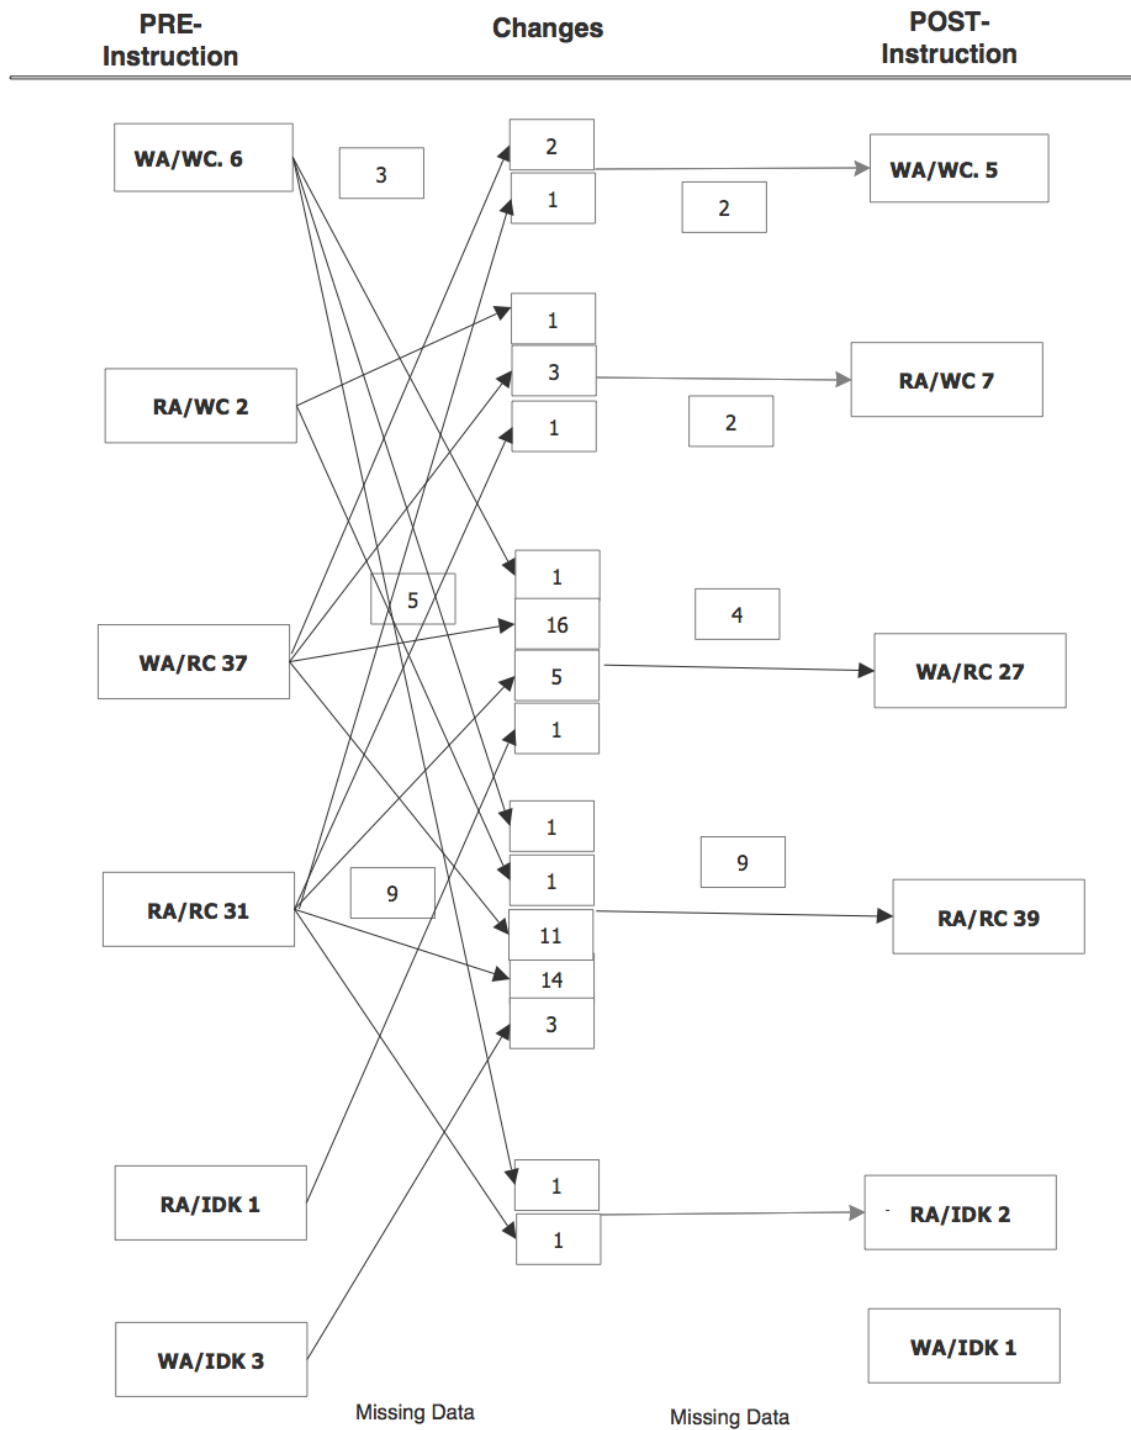 PRE-
Instruction
Changes
POST-
Instruction
WA/WC. 6
3
2
1
2
WA/WC. 5
RA/WC 2
1
3
1
2
RA/WC 7
WA/RC 37
5
1
16
5
1
4
WA/RC 27
RA/RC 31
9
1
1
11
14
3
9
RA/RC 39
RA/IDK 1
1
1
- RA/IDK 2
WA/IDK 3
WA/IDK 1
Missing Data
Missing Data